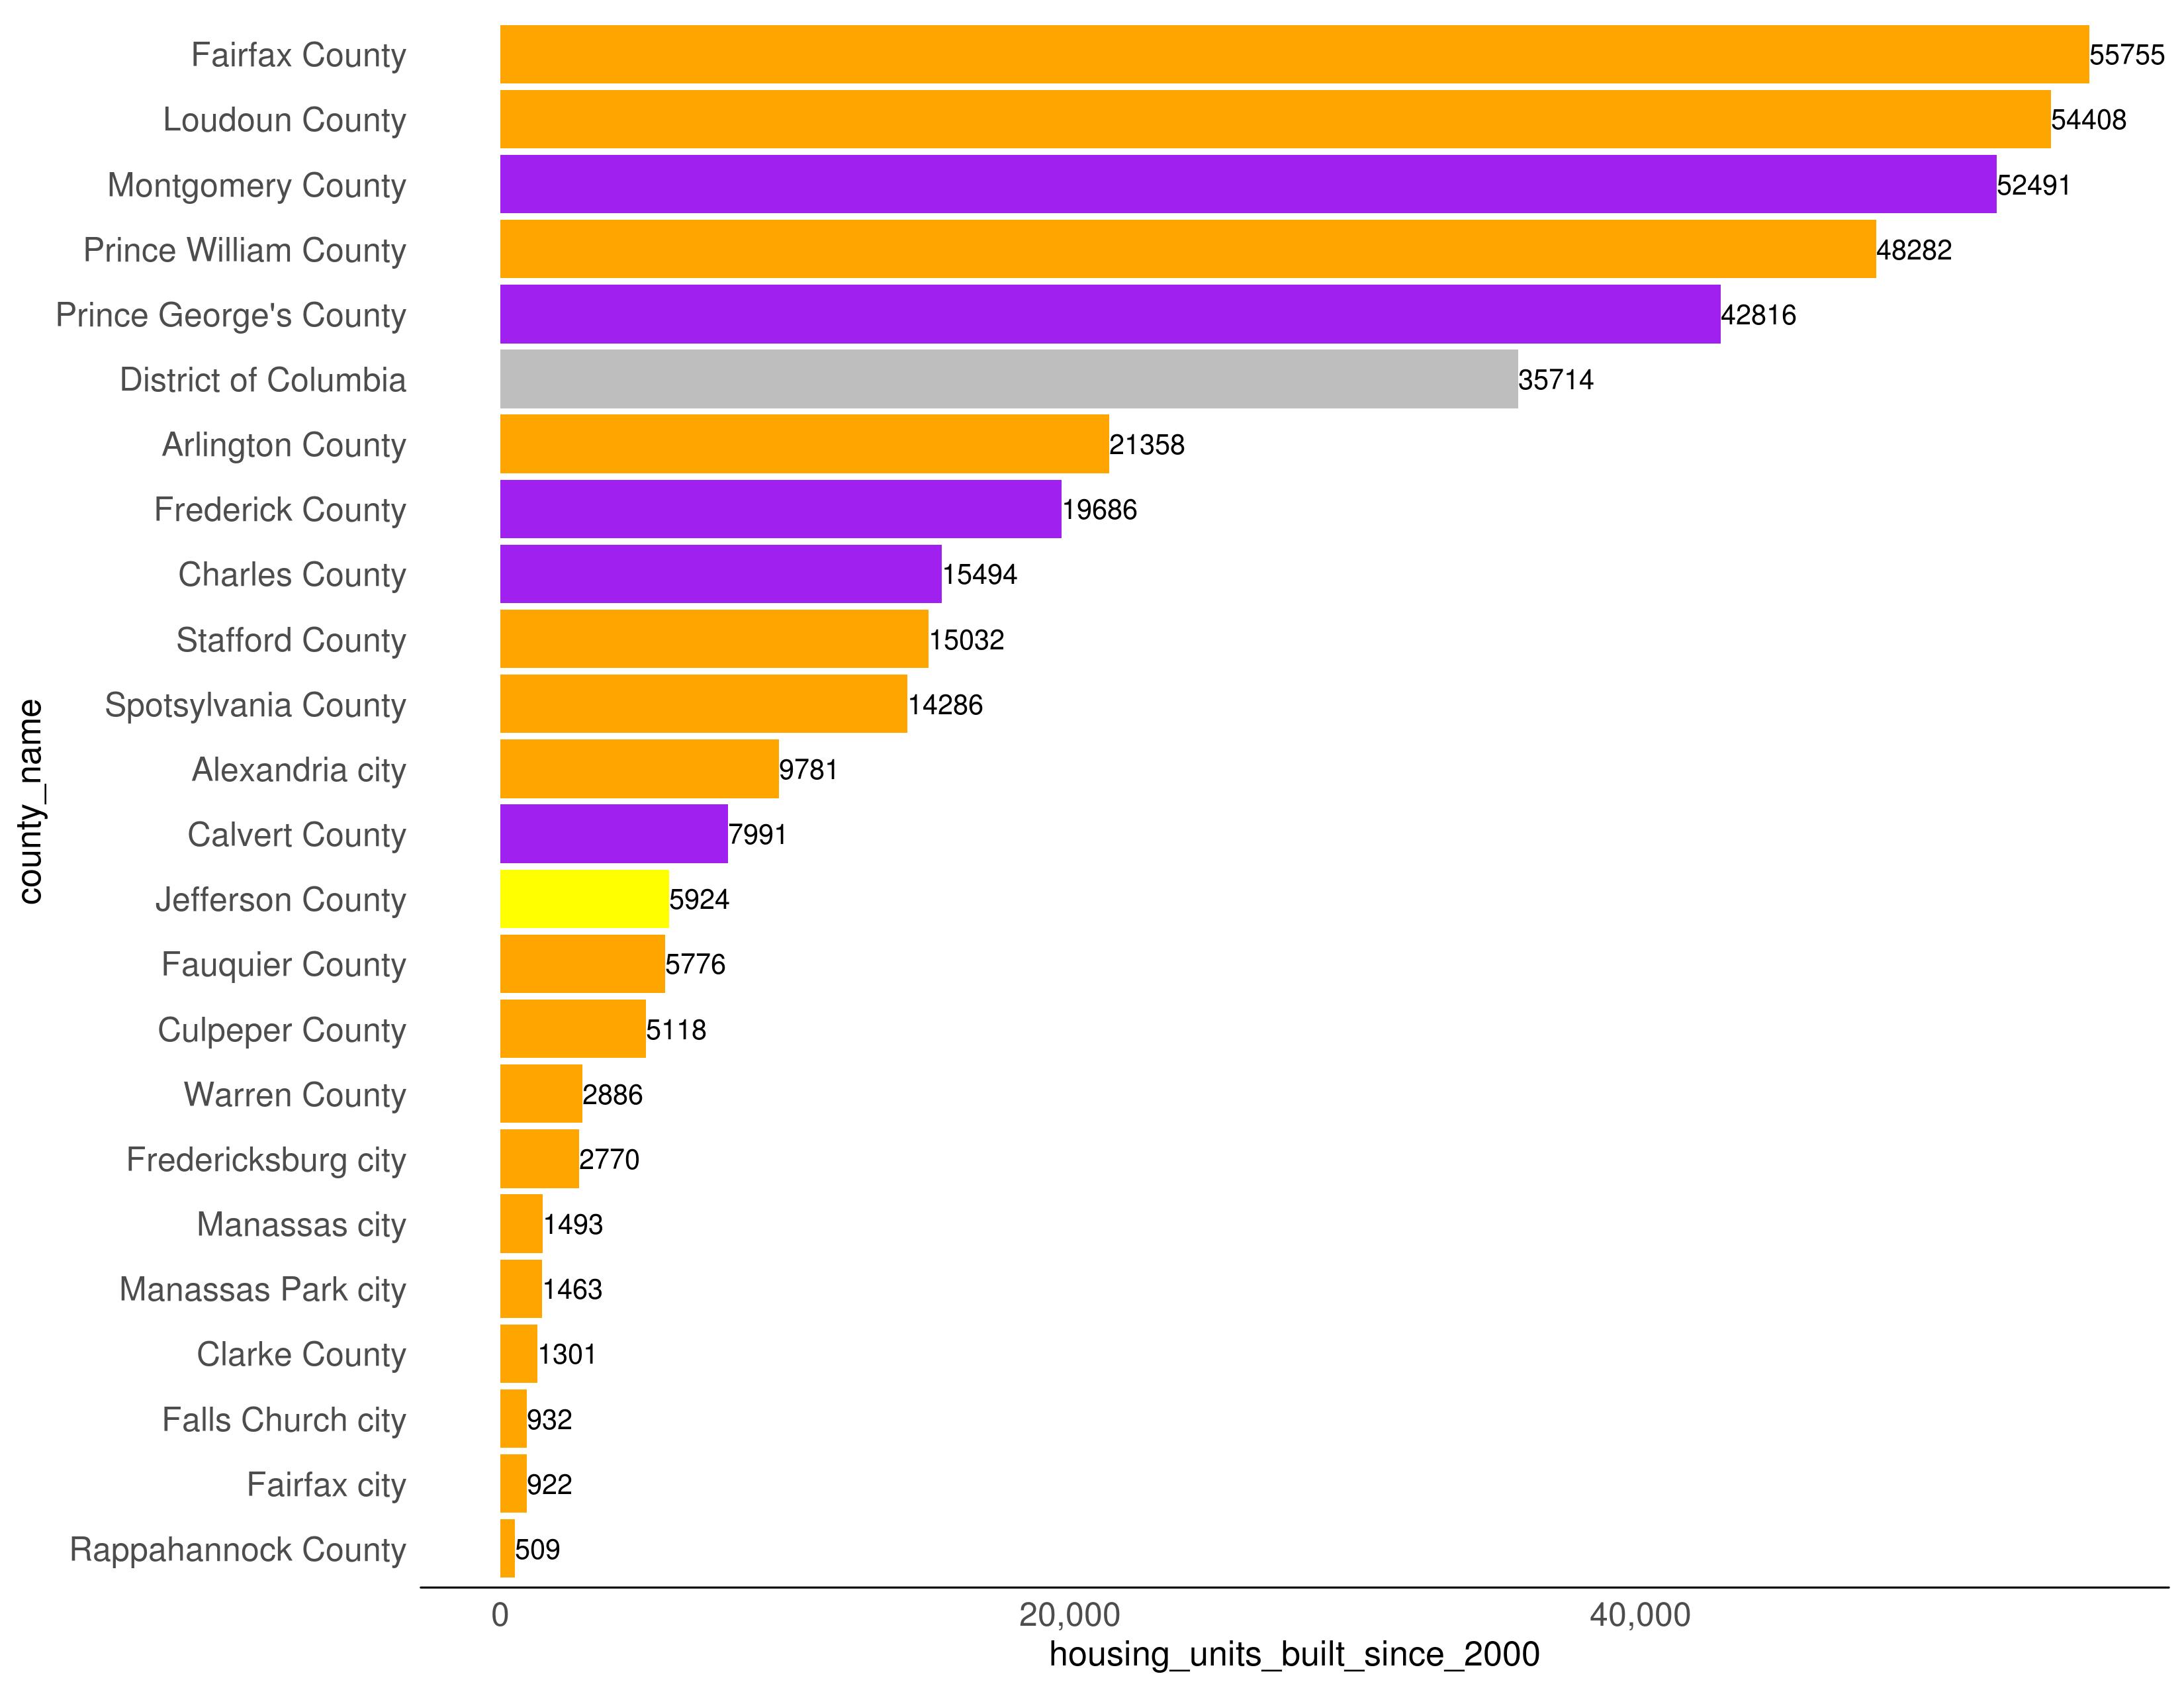 Fairfax County 55755
Loudoun County 54408
Montgomery County 52491
Prince William County 48282
Prince George's County 42816
District of Columbia 35714
Arlington County 21358
Frederick County 19686
Charles County 15494
Stafford County 15032
Spotsylvania County 14286
Alexandria city 9781
Calvert County 7991
Jefferson County 5924
Fauquier County 5776
Culpeper County 5118
Warren County 2886
Fredericksburg city 2770
Manassas city 1493
Manassas Park city 1463
Clarke County 1301
Falls Church city 932
Fairfax city 922
Rappahannock County 509
county_name
0 20,000 40,000
housing_units_built_since_2000